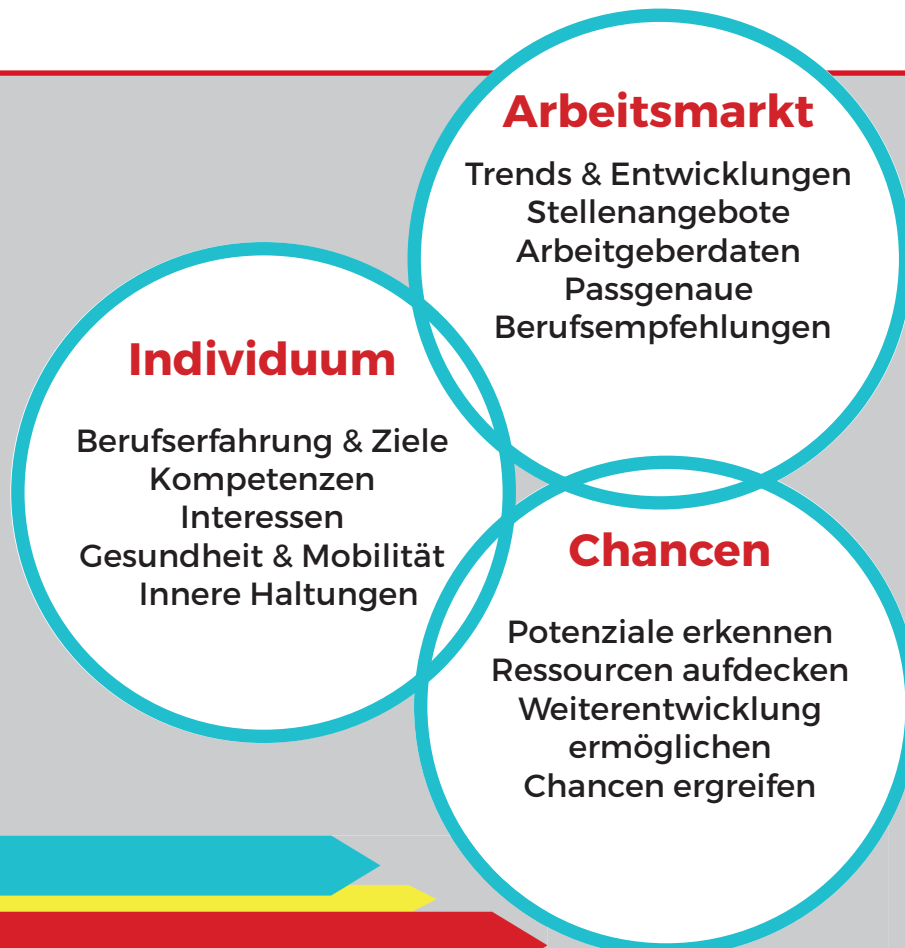 Arbeitsmarkt
Trends & Entwicklungen
Stellenangebote
Arbeitgeberdaten
Passgenaue
Berufsempfehlungen
Individuum
Berufserfahrung & Ziele
Kompetenzen
Interessen
Gesundheit & Mobilität
Innere Haltungen
Chancen
Potenziale erkennen
Ressourcen aufdecken
Weiterentwicklung
ermöglichen
Chancen ergreifen